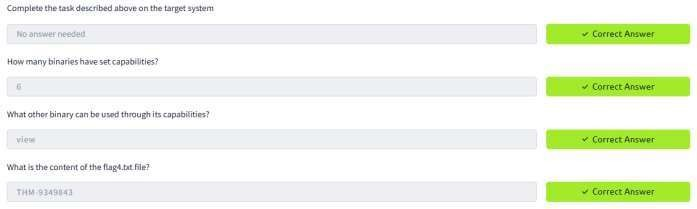 Complete the task described above on the target system
No answer needed
✓ Correct Answer
How many binaries have set capabilities?
6
✓ Correct Answer
What other binary can be used through its capabilities?
view
✓ Correct Answer
What is the content of the flag4.txt file?
THM-9349843
✓ Correct Answer